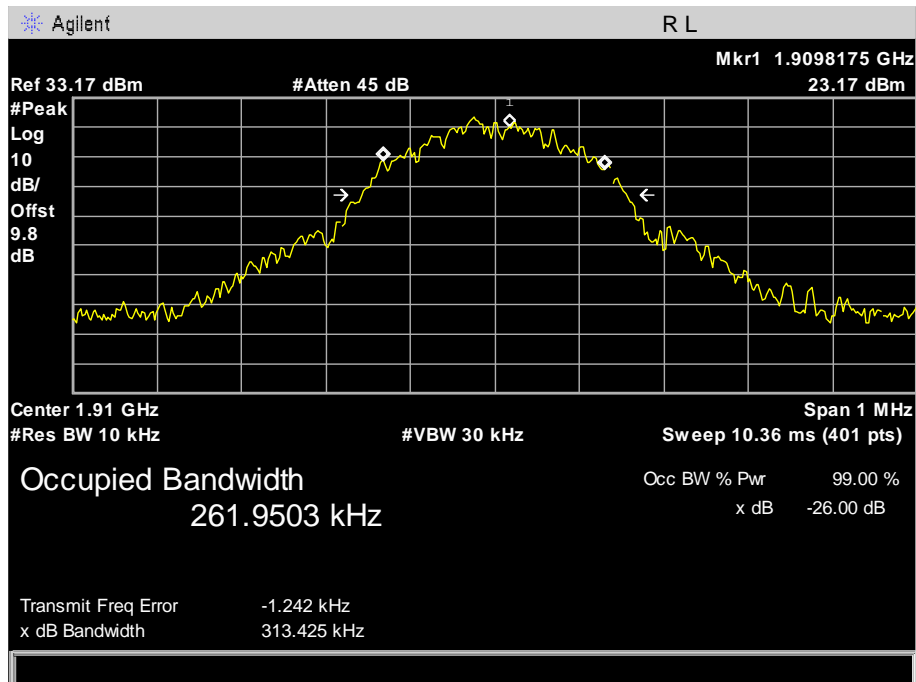 Agilent R L
Mkr1 1.9098175 GHz
Ref 33.17 dBm #Atten 45 dB 23.17 dBm
#Peak
Log
10
dB/
Offst
9.8
dB
1
Center 1.91 GHz Span 1 MHz
#Res BW 10 kHz #VBW 30 kHz Sweep 10.36 ms (401 pts)
Occupied Bandwidth Occ BW % Pwr 99.00 %
261.9503 kHz x dB -26.00 dB
Transmit Freq Error -1.242 kHz
x dB Bandwidth 313.425 kHz